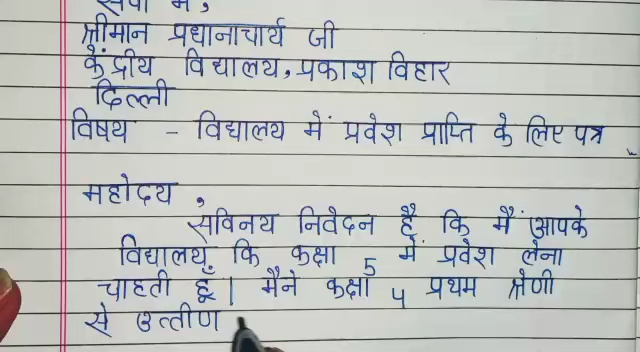 सेवा में,
श्रीमान प्रधानाचार्य जी
केंद्रीय विद्यालय, प्रकाश विहार
दिल्ली
विषय - विद्यालय में प्रवेश प्राप्ति के लिए पत्र
महोदय,
सविनय निवेदन है कि मैं आपके
विद्यालय कि कक्षा 5 में प्रवेश लेना
चाहती हूँ। मैने कक्षा 4 प्रथम श्रेणी
से उत्तीण